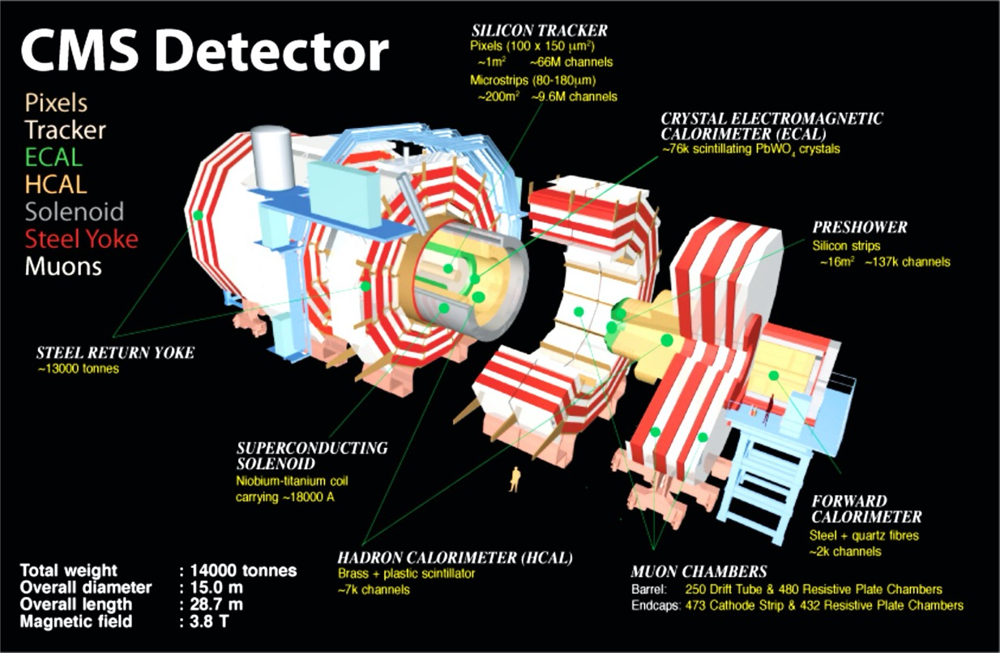 CMS Detector
Pixels
Tracker
ECAL
HCAL
Solenoid
Steel Yoke
Muons
SILICON TRACKER
Pixels (100 x 150 μm²)
~1m² ~66M channels
Microstrips (80-180μm)
~200m² ~9.6M channels
CRYSTAL ELECTROMAGNETIC
CALORIMETER (ECAL)
~76k scintillating PbWO₄ crystals
PRESHOWER
Silicon strips
~16m² ~137k channels
STEEL RETURN YOKE
~13000 tonnes
SUPERCONDUCTING
SOLENOID
Niobium-titanium coil
carrying ~18000 A
HADRON CALORIMETER (HCAL)
Brass + plastic scintillator
~7k channels
FORWARD
CALORIMETER
Steel + quartz fibres
~2k channels
MUON CHAMBERS
Barrel: 250 Drift Tube & 480 Resistive Plate Chambers
Endcaps: 473 Cathode Strip & 432 Resistive Plate Chambers
Total weight : 14000 tonnes
Overall diameter : 15.0 m
Overall length : 28.7 m
Magnetic field : 3.8 T